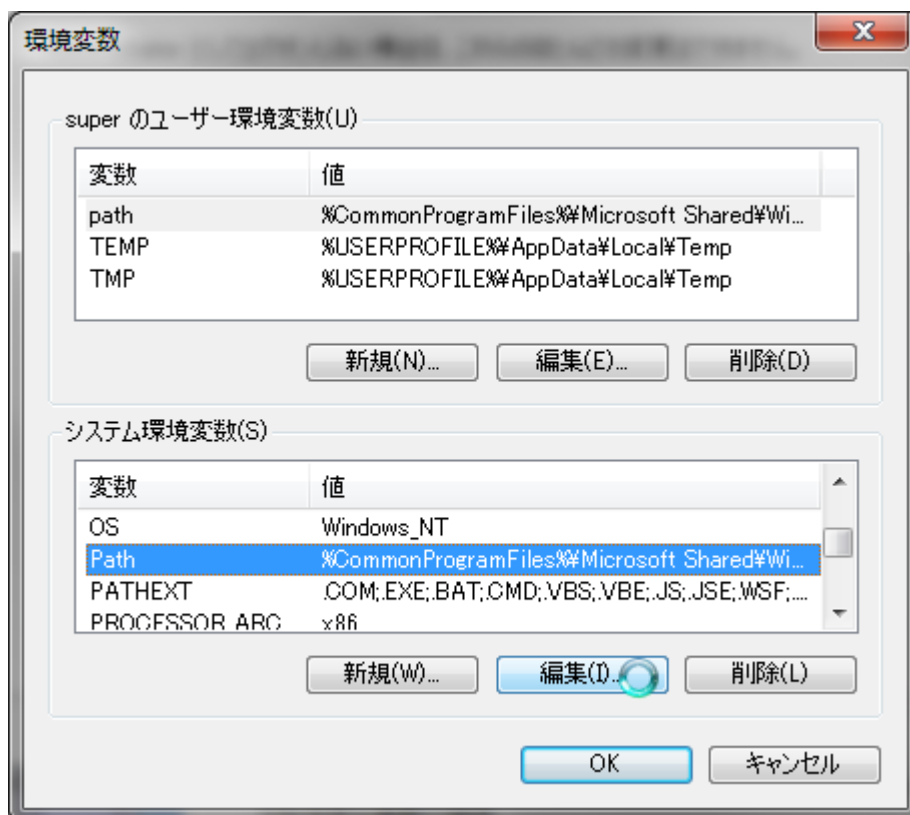 環境変数
super のユーザー環境変数(U)
変数 値
path %CommonProgramFiles%¥Microsoft Shared¥Wi...
TEMP %USERPROFILE%¥AppData¥Local¥Temp
TMP %USERPROFILE%¥AppData¥Local¥Temp
新規(N)... 編集(E)... 削除(D)
システム環境変数(S)
変数 値
OS Windows_NT
Path %CommonProgramFiles%¥Microsoft Shared¥Wi...
PATHEXT .COM;.EXE;.BAT;.CMD;.VBS;.VBE;.JS;.JSE;.WSF;....
PROCESSOR_ARC x86
新規(W)... 編集(I)... 削除(L)
OK キャンセル